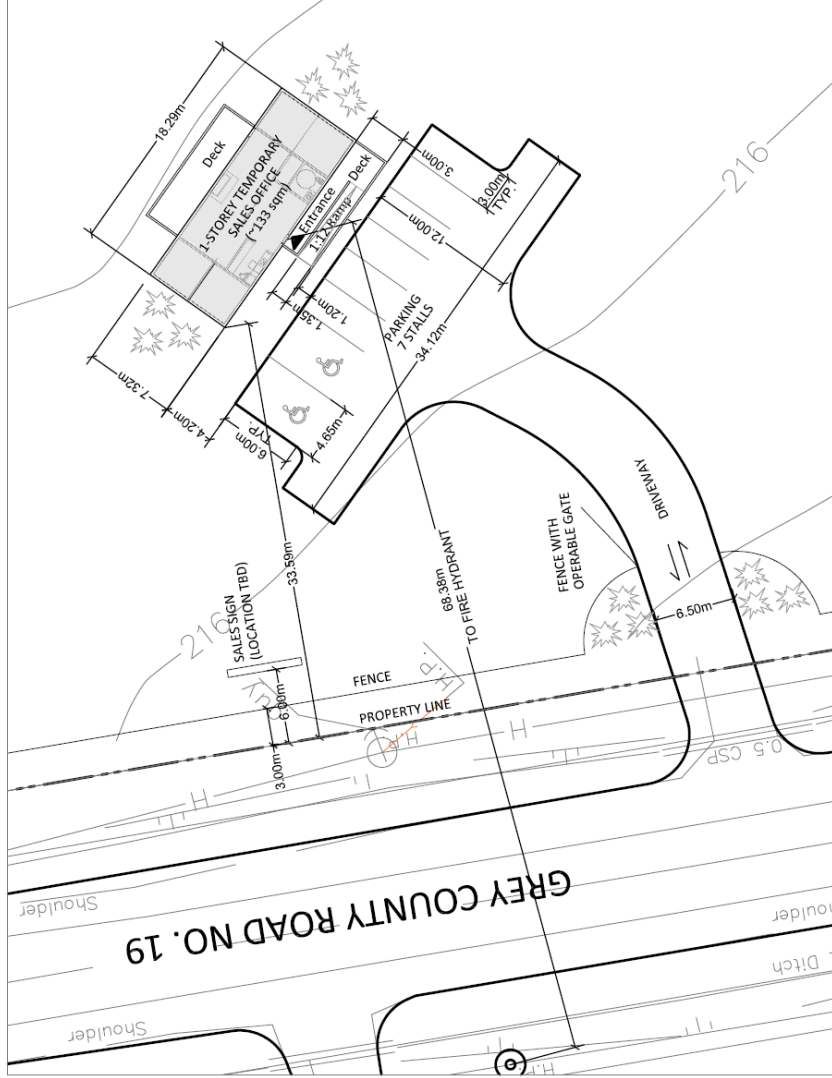 18.29m
Deck
1-STOREY TEMPORARY
SALES OFFICE
(~133 sqm)
Entrance
1:12 Ramp
Deck
3.00m
3.00m
TYP.
12.00m
216
1.35m
1.20m
PARKING
7 STALLS
34.12m
7.32m
4.20m
6.00m
TYP.
4.65m
33.59m
68.38m
TO FIRE HYDRANT
FENCE WITH
OPERABLE GATE
DRIVEWAY
6.50m
216
SALES SIGN
(LOCATION TBD)
6.00m
3.00m
FENCE
PROPERTY LINE
H.P.
H.P.
H
H
0.5 CSP
GREY COUNTY ROAD NO. 19
Shoulder
Shoulder
Shoulder
Ditch